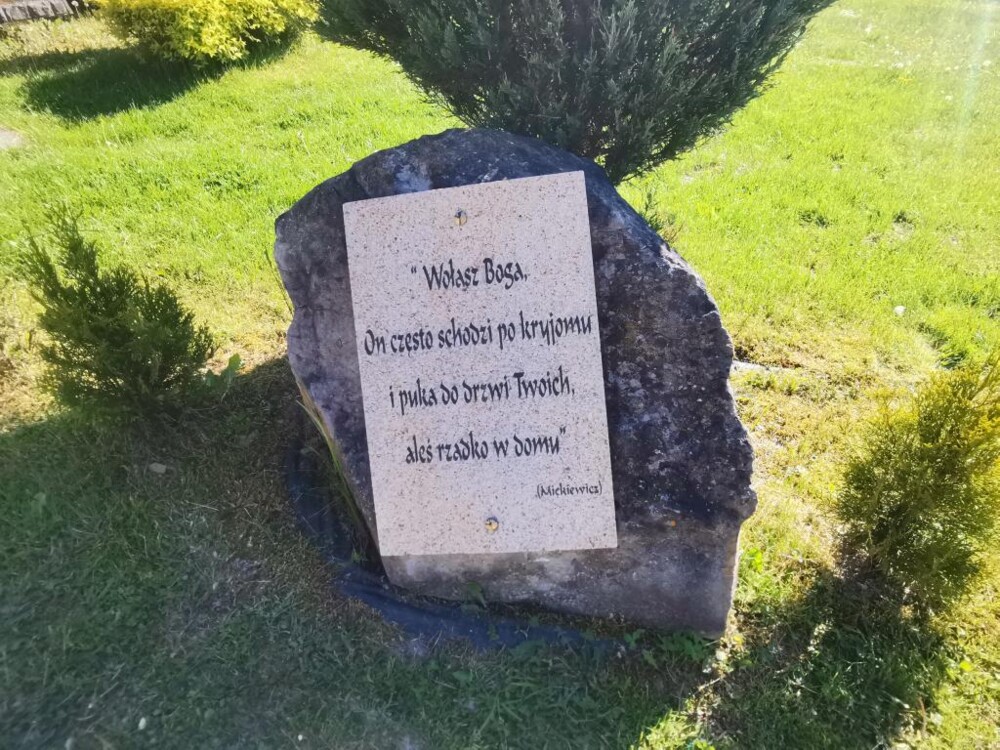 “ Wołasz Boga,
On często schodzi po kryjomu
i puka do drzwi Twoich,
aleś rzadko w domu”
(Mickiewicz)